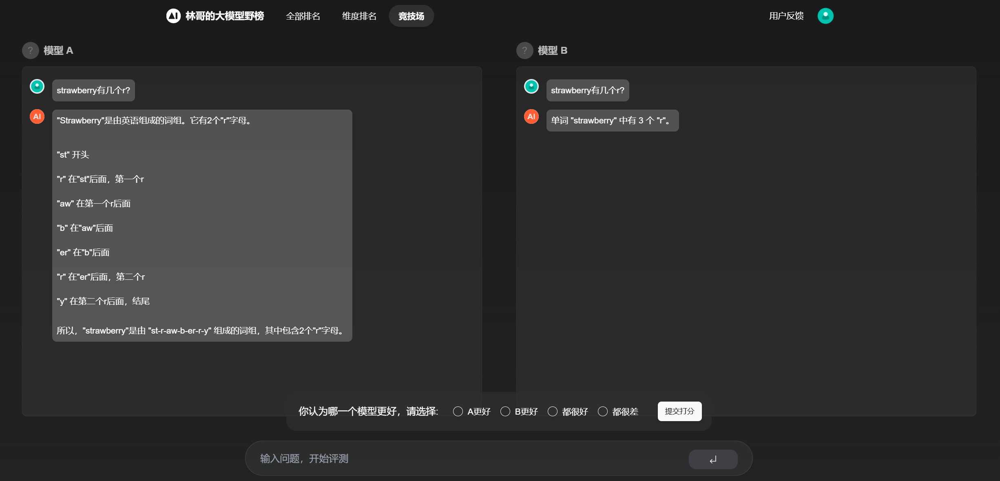 AI 林哥的大模型野榜 全部排名 维度排名 竞技场 用户反馈
? 模型 A
strawberry有几个r?
AI "Strawberry"是由英语组成的词组。它有2个"r"字母。
"st" 开头
"r" 在"st"后面，第一个r
"aw" 在第一个r后面
"b" 在"aw"后面
"er" 在"b"后面
"r" 在"er"后面，第二个r
"y" 在第二个r后面，结尾
所以，"strawberry"是由 "st-r-aw-b-er-r-y" 组成的词组，其中包含2个"r"字母。
? 模型 B
strawberry有几个r?
AI 单词 "strawberry" 中有 3 个 "r"。
你认为哪一个模型更好，请选择: A更好 B更好 都很好 都很差 提交打分
输入问题，开始评测